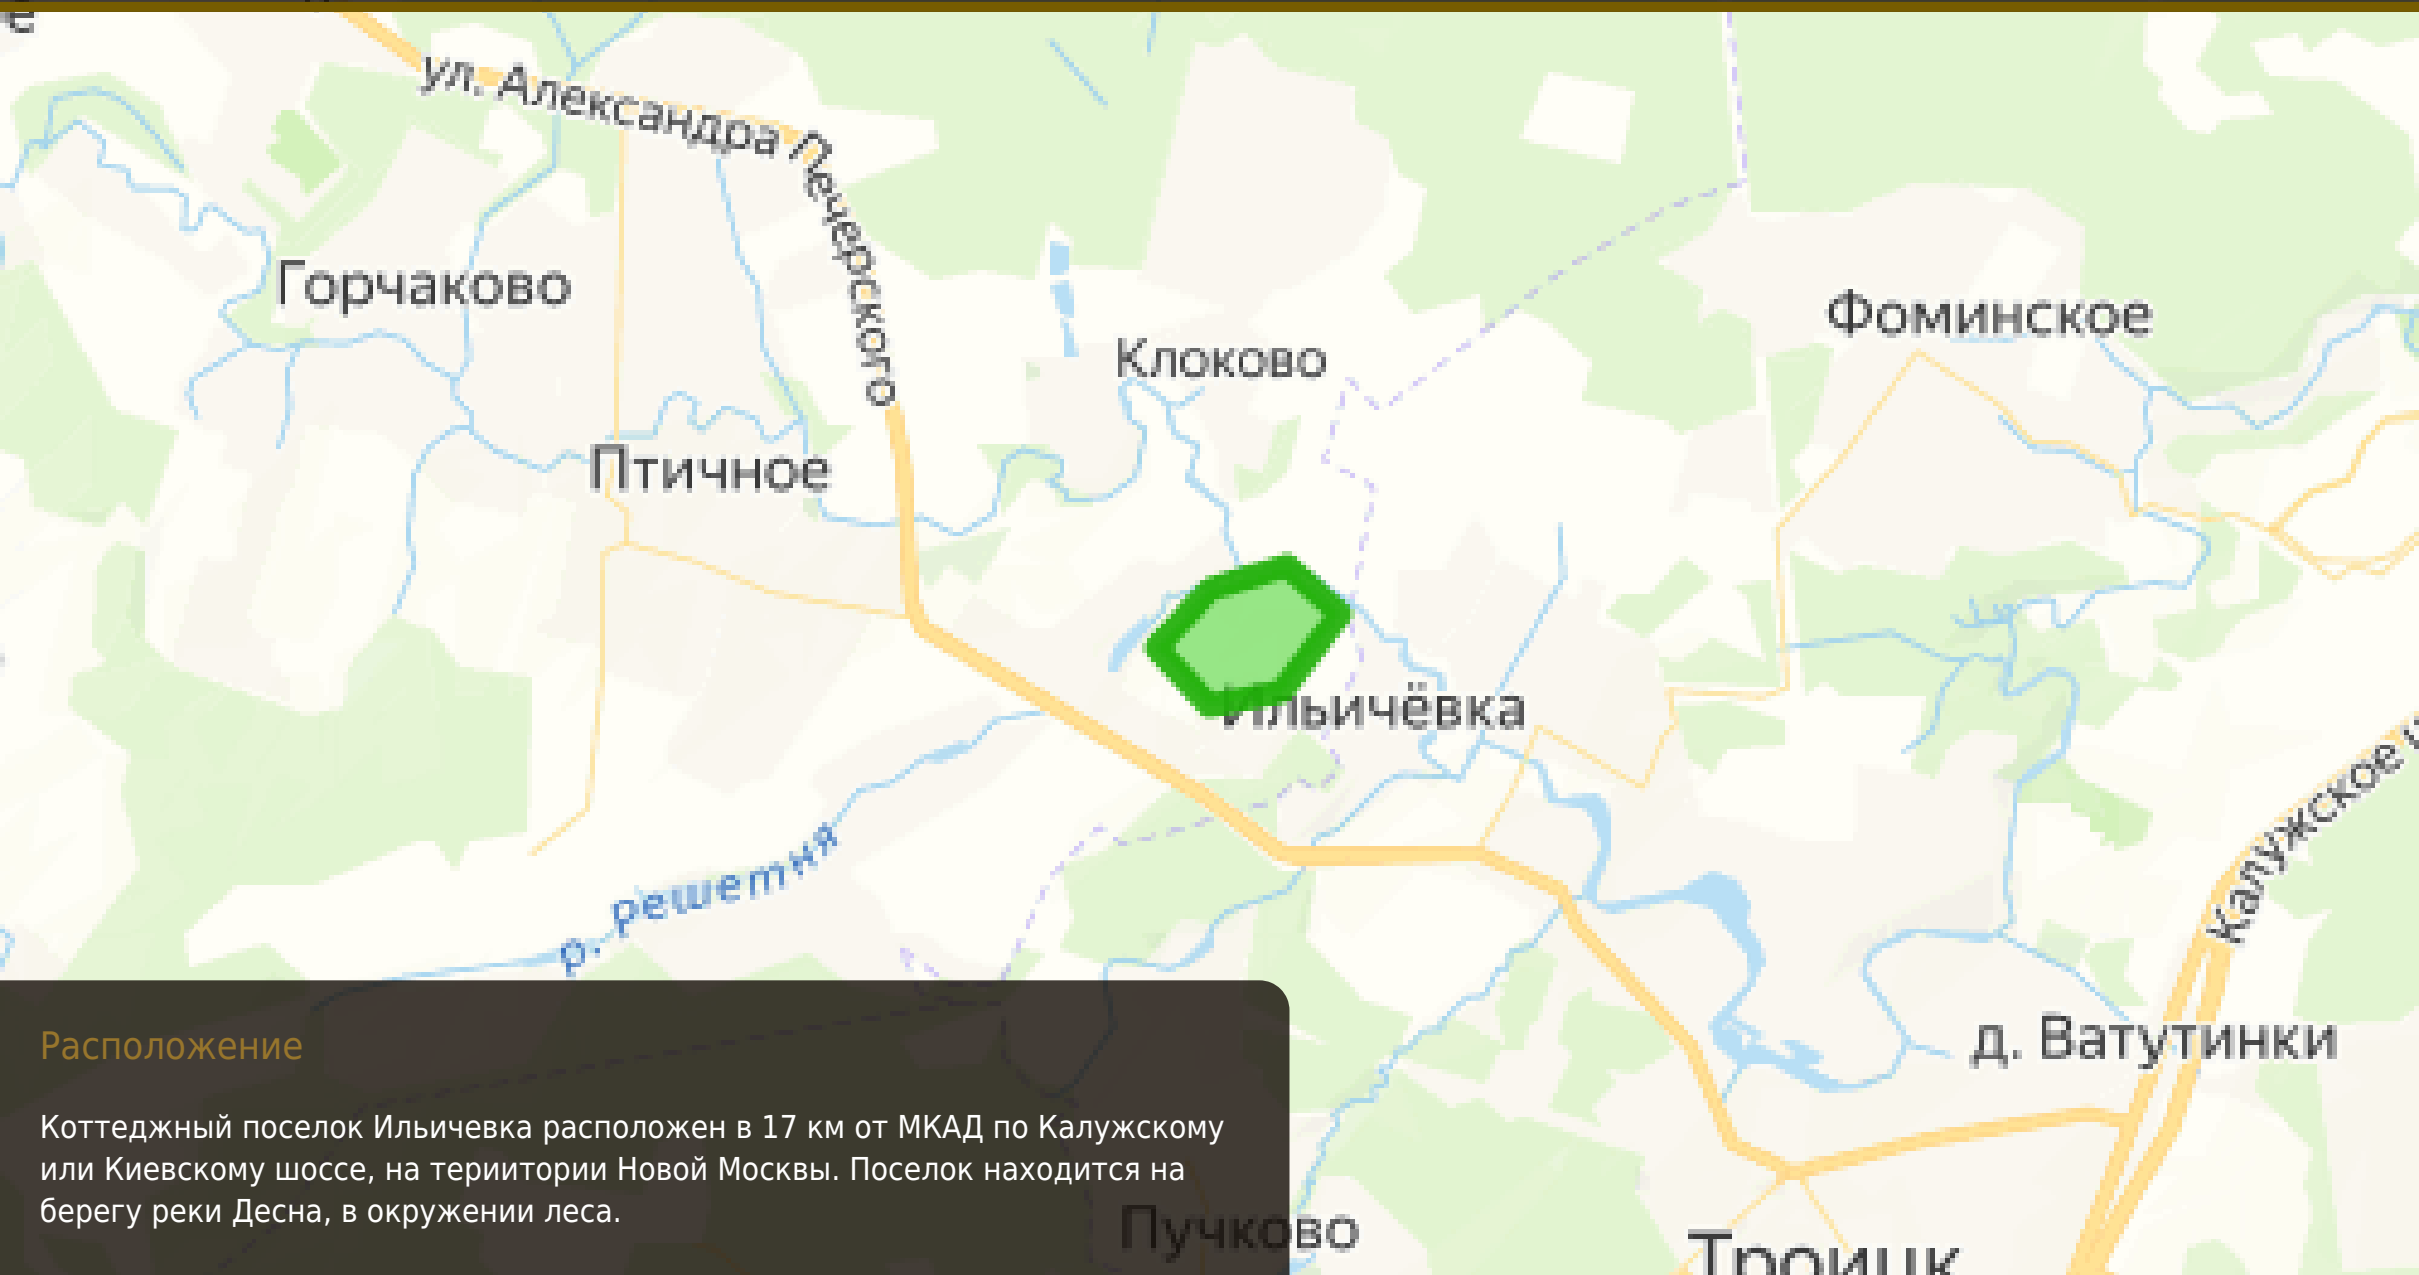 ул. Александра Печерского
Горчаково
Фоминское
Клоково
Птичное
Ильичёвка
р. решетня
Калужское
д. Ватутинки
Расположение
Коттеджный поселок Ильичевка расположен в 17 км от МКАД по Калужскому
или Киевскому шоссе, на териитории Новой Москвы. Поселок находится на
берегу реки Десна, в окружении леса.
Пучково
Троицк